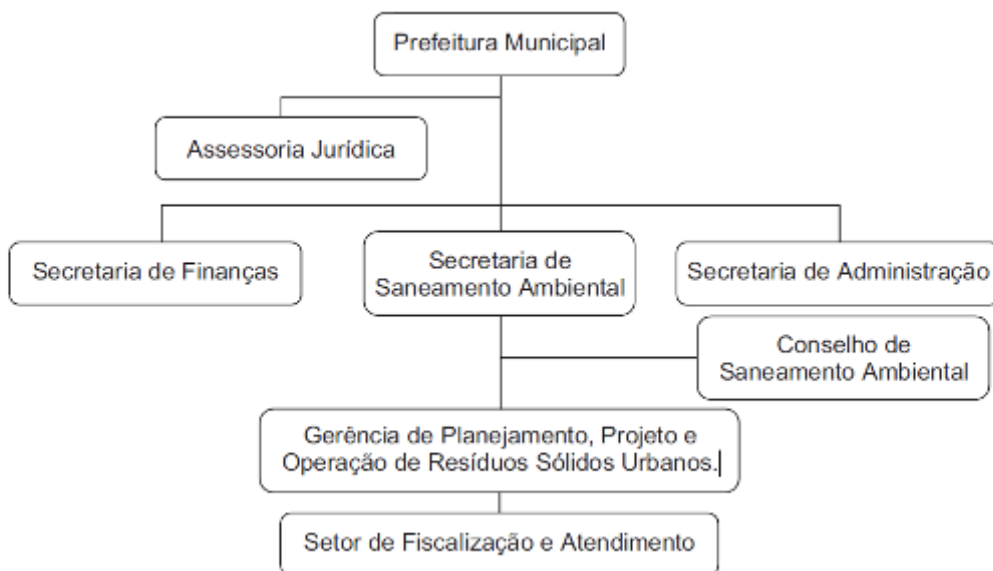 Prefeitura Municipal
Assessoria Jurídica
Secretaria de Finanças
Secretaria de
Saneamento Ambiental
Secretaria de Administração
Conselho de
Saneamento Ambiental
Gerência de Planejamento, Projeto e
Operação de Resíduos Sólidos Urbanos.
Setor de Fiscalização e Atendimento